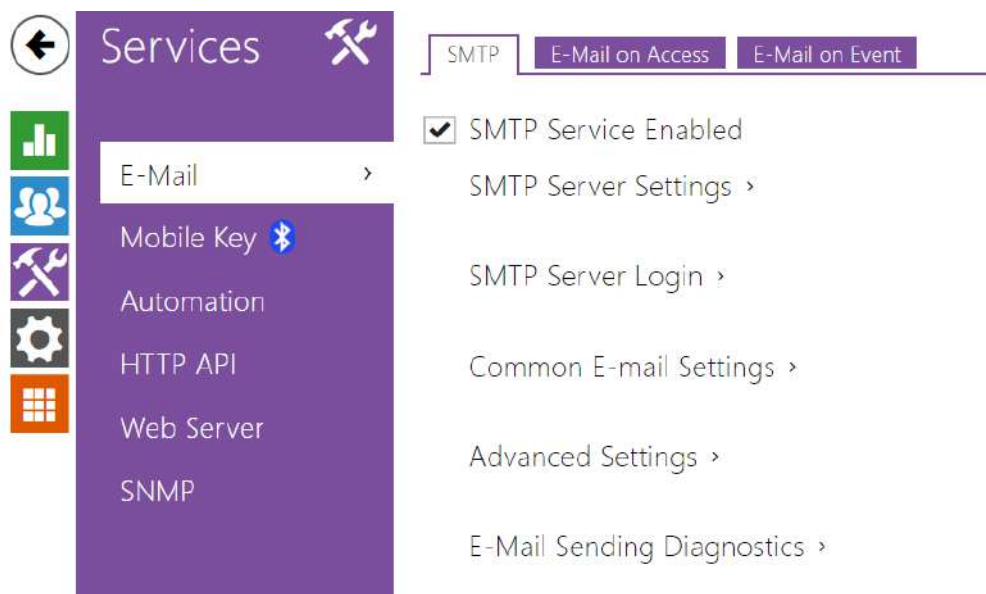 Services
E-Mail
Mobile Key
Automation
HTTP API
Web Server
SNMP
SMTP
E-Mail on Access
E-Mail on Event
SMTP Service Enabled
SMTP Server Settings
SMTP Server Login
Common E-mail Settings
Advanced Settings
E-Mail Sending Diagnostics